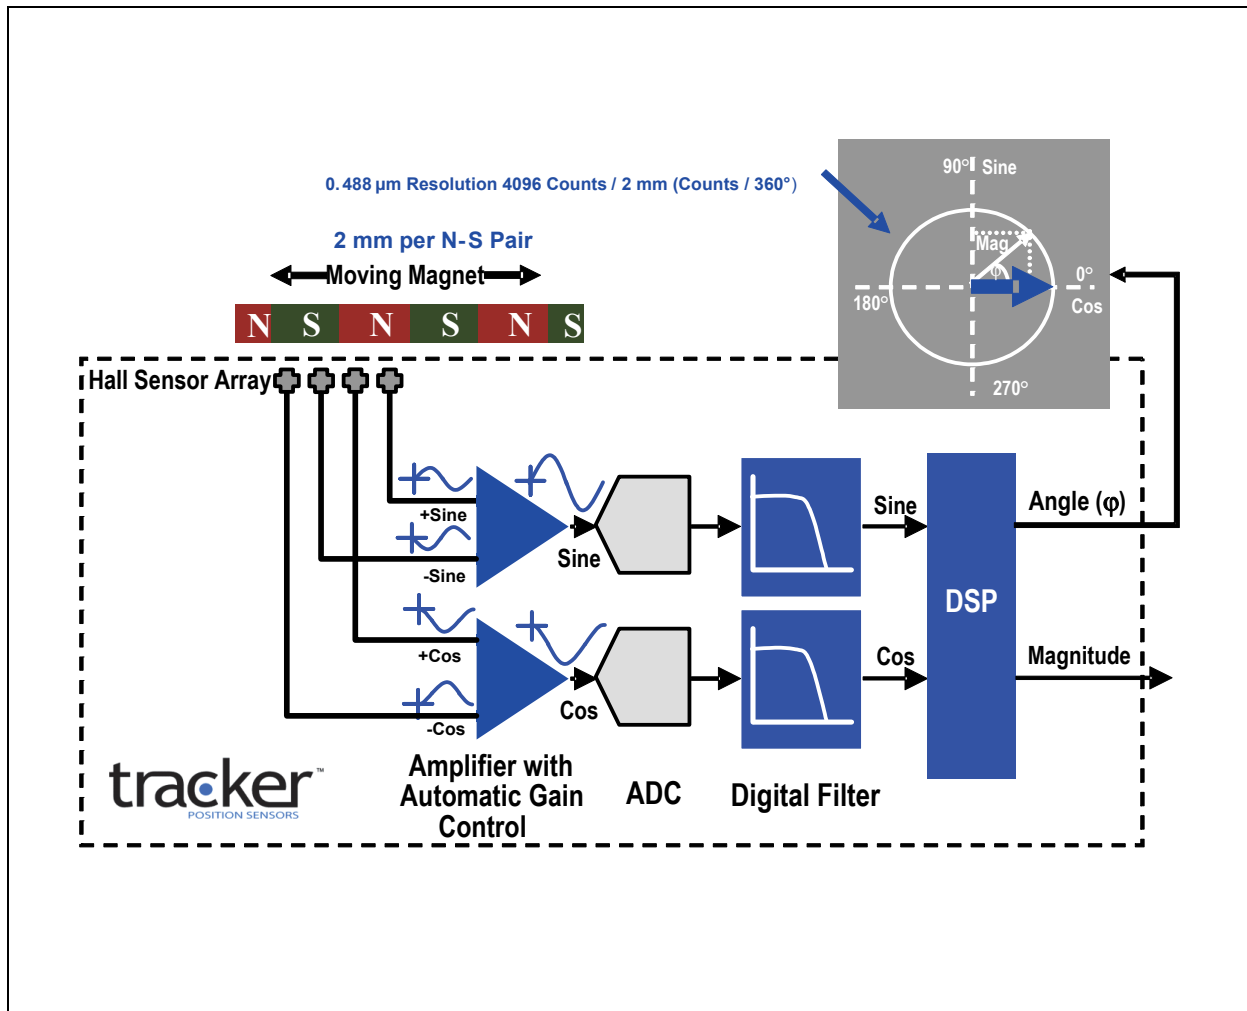 90° Sine
0.488 µm Resolution 4096 Counts / 2 mm (Counts / 360°)
2 mm per N-S Pair
Moving Magnet
Mag
φ
0°
180°
Cos
270°
N S N S N S
Hall Sensor Array
+Sine
-Sine
Sine
Sine
Angle (φ)
DSP
+Cos
-Cos
Cos
Cos
Magnitude
Amplifier with
Automatic Gain
Control
ADC
Digital Filter
tracker™
POSITION SENSORS